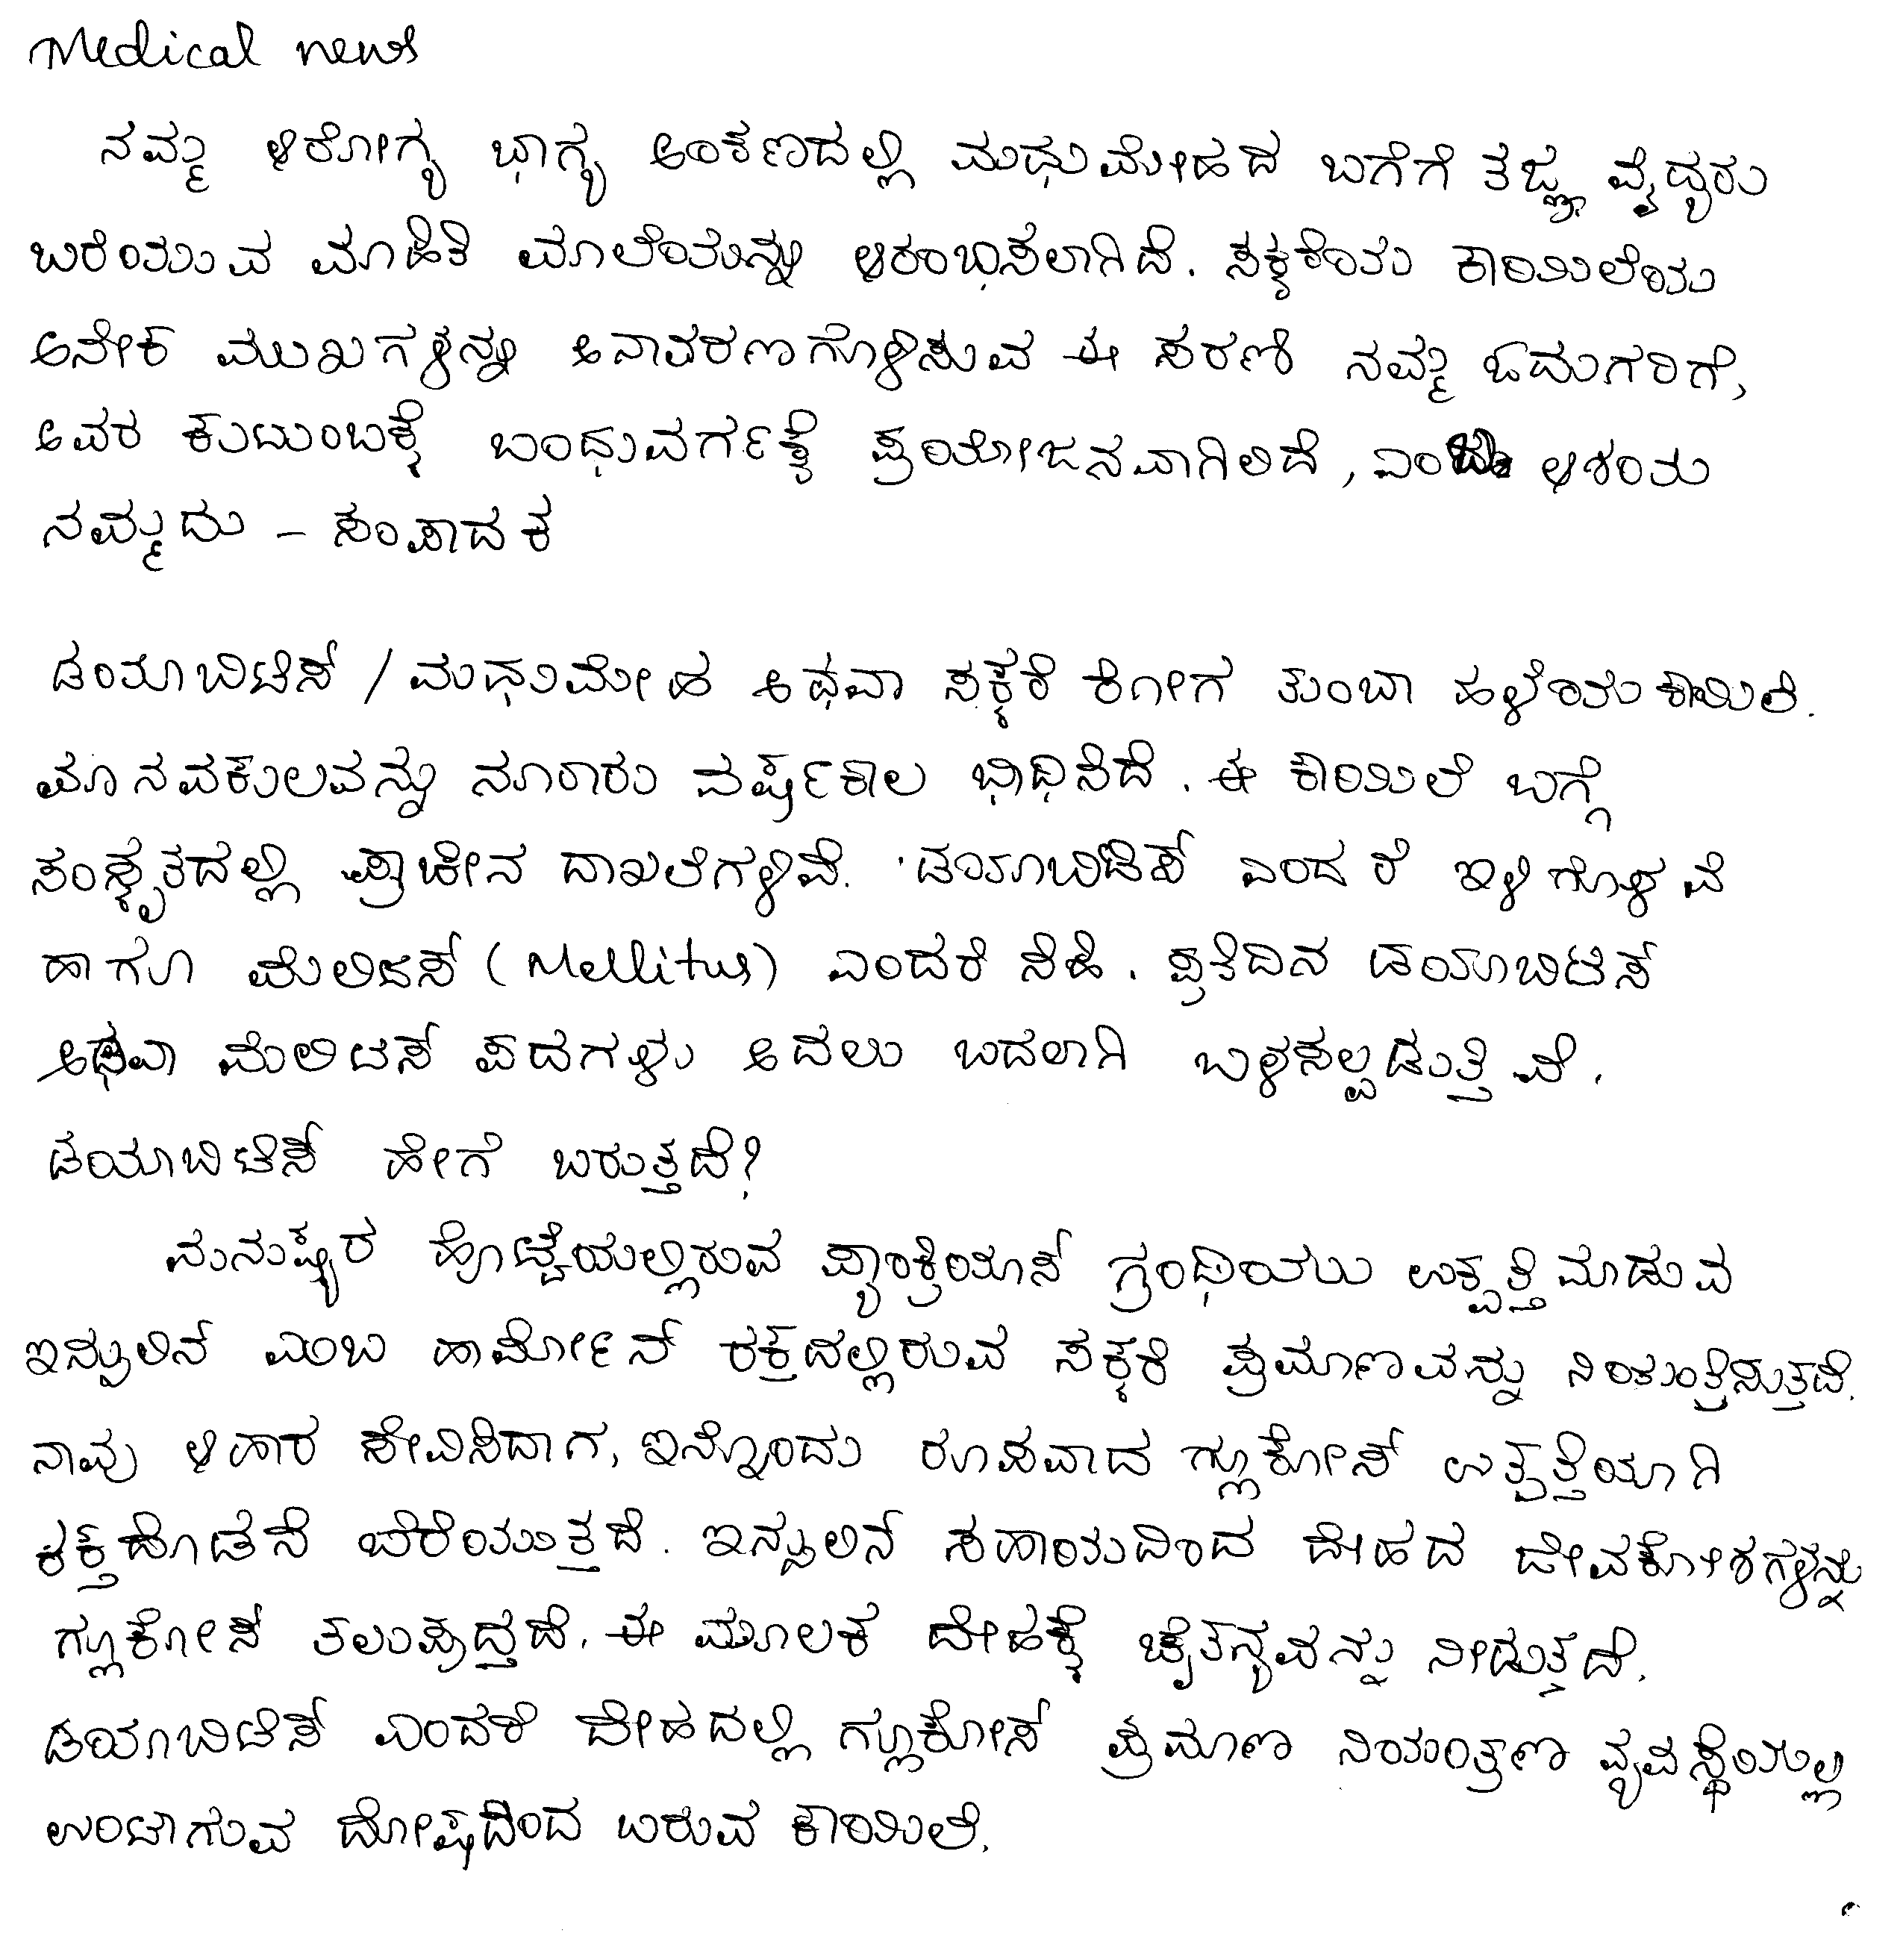 Medical news
ನಮ್ಮ ಆರೋಗ್ಯ ಭಾಗ್ಯ ಅಂಕಣದಲ್ಲಿ ಮಧುಮೇಹದ ಬಗೆಗೆ ತಜ್ಞ ವೈದ್ಯರು
ಬರೆಯುವ ಮಾಹಿತಿ ಮಾಲೆಯನ್ನು ಆರಂಭಿಸಲಾಗಿದೆ. ಸಕ್ಕರೆಯ ಕಾಯಿಲೆಯ
ಅನೇಕ ಮುಖಗಳನ್ನು ಅನಾವರಣಗೊಳಿಸುವ ಈ ಸರಣಿ ನಮ್ಮ ಓದುಗರಿಗೆ,
ಅವರ ಕುಟುಂಬಕ್ಕೆ ಬಂಧುವರ್ಗಕ್ಕೆ ಪ್ರಯೋಜನವಾಗಲಿದೆ, ಎಂಬ ಆಶಯ
ನಮ್ಮದು - ಸಂಪಾದಕ
ಡಯಾಬಿಟಿಸ್ / ಮಧುಮೇಹ ಅಥವಾ ಸಕ್ಕರೆ ರೋಗ ತುಂಬಾ ಹಳೆಯ ಕಾಯಿಲೆ.
ಮಾನವಕುಲವನ್ನು ನೂರಾರು ವರ್ಷಕಾಲ ಭಾಧಿಸಿದೆ. ಈ ಕಾಯಿಲೆ ಬಗ್ಗೆ
ಸಂಸ್ಕೃತದಲ್ಲಿ ಪ್ರಾಚೀನ ದಾಖಲೆಗಳಿವೆ. 'ಡಯಾಬಿಟಿಸ್ ಎಂದರೆ ಇಳಿಗೊಳವೆ
ಹಾಗೂ ಮೆಲಿಟಸ್ (Mellitus) ಎಂದರೆ ಸಿಹಿ. ಪ್ರತಿದಿನ ಡಯಾಬಿಟಿಸ್
ಅಥವಾ ಮೆಲಿಟಸ್ ಪದಗಳು ಅದಲು ಬದಲಾಗಿ ಬಳಸಲ್ಪಡುತ್ತಿವೆ.
ಡಯಾಬಿಟಿಸ್ ಹೇಗೆ ಬರುತ್ತದೆ?
ಮನುಷ್ಯರ ಹೊಟ್ಟೆಯಲ್ಲಿರುವ ಪ್ಯಾಂಕ್ರಿಯಾಸ್ ಗ್ರಂಥಿಯು ಉತ್ಪತ್ತಿ ಮಾಡುವ
ಇನ್ಸುಲಿನ್ ಎಂಬ ಹಾರ್ಮೋನ್ ರಕ್ತದಲ್ಲಿರುವ ಸಕ್ಕರೆ ಪ್ರಮಾಣವನ್ನು ನಿಯಂತ್ರಿಸುತ್ತದೆ.
ನಾವು ಆಹಾರ ಸೇವಿಸಿದಾಗ, ಇನ್ನೊಂದು ರೂಪವಾದ ಗ್ಲುಕೋಸ್ ಉತ್ಪತ್ತಿಯಾಗಿ
ರಕ್ತದೊಡನೆ ಬೆರೆಯುತ್ತದೆ. ಇನ್ಸುಲಿನ್ ಸಹಾಯದಿಂದ ದೇಹದ ಜೀವಕೋಶಗಳನ್ನು
ಗ್ಲುಕೋಸ್ ತಲುಪುದ್ತದೆ. ಈ ಮೂಲಕ ದೇಹಕ್ಕೆ ಚೈತನ್ಯವನ್ನು ನೀಡುತ್ತದೆ.
ಡಯಾಬಿಟಿಸ್ ಎಂದರೆ ದೇಹದಲ್ಲಿ ಗ್ಲುಕೋಸ್ ಪ್ರಮಾಣ ನಿಯಂತ್ರಣ ವ್ಯವಸ್ಥೆಯಲ್ಲಿ
ಉಂಟಾಗುವ ದೋಷದಿಂದ ಬರುವ ಕಾಯಿಲೆ.